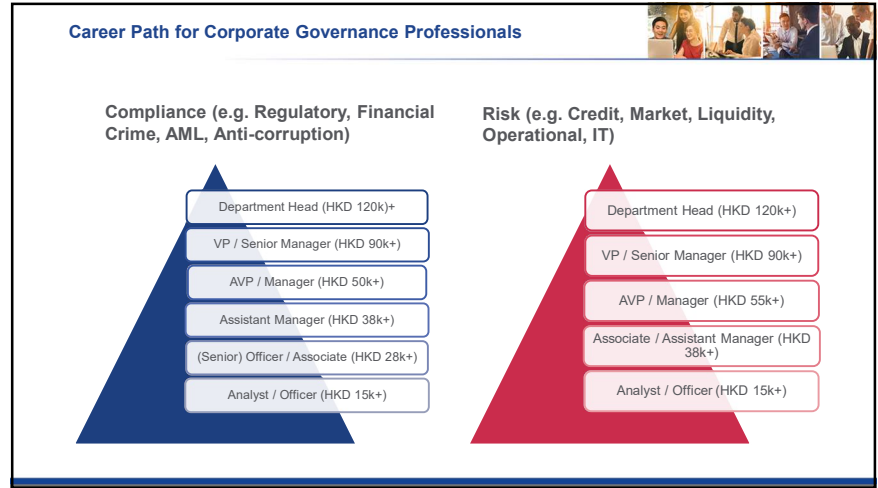 Career Path for Corporate Governance Professionals
Compliance (e.g. Regulatory, Financial
Crime, AML, Anti-corruption)
Department Head (HKD 120k)+
VP / Senior Manager (HKD 90k+)
AVP / Manager (HKD 50k+)
Assistant Manager (HKD 38k+)
(Senior) Officer / Associate (HKD 28k+)
Analyst / Officer (HKD 15k+)
Risk (e.g. Credit, Market, Liquidity,
Operational, IT)
Department Head (HKD 120k+)
VP / Senior Manager (HKD 90k+)
AVP / Manager (HKD 55k+)
Associate / Assistant Manager (HKD
38k+)
Analyst / Officer (HKD 15k+)